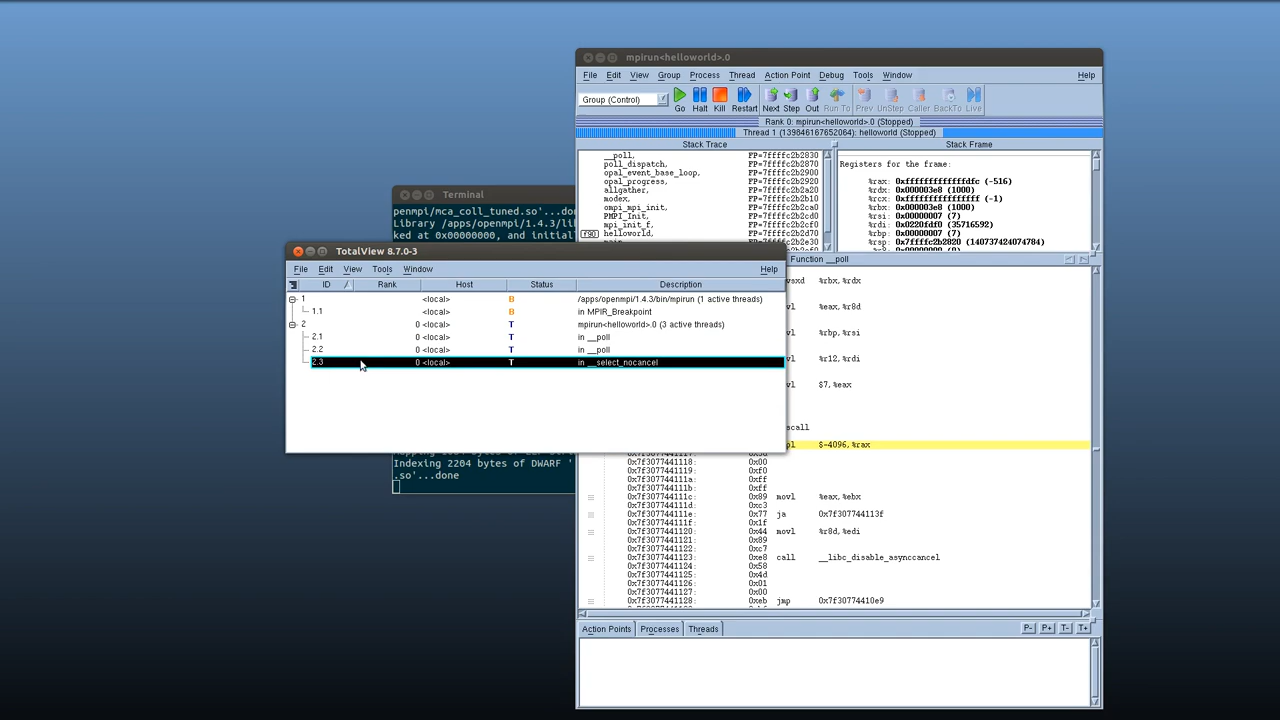 mpirun<helloworld>.0
File Edit View Group Process Thread Action Point Debug Tools Window Help
Group (Control) Go Halt Kill Restart Next Step Out Run To Prev UnStep Caller BackTo Live
Rank 0: mpirun<helloworld>.0 (Stopped)
Thread 1 (139846167652064): helloworld (Stopped)
Stack Trace
__poll, FP=7ffffc2b2830
poll_dispatch, FP=7ffffc2b2870
opal_event_base_loop, FP=7ffffc2b2900
opal_progress, FP=7ffffc2b2920
allgather, FP=7ffffc2b2a20
modex, FP=7ffffc2b2b10
ompi_mpi_init, FP=7ffffc2b2ca0
PMPI_Init, FP=7ffffc2b2cd0
mpi_init_f, FP=7ffffc2b2cf0
f90 helloworld,
Stack Frame
Registers for the frame:
%rax: 0xfffffffffffffdfc (-516)
%rdx: 0x000003e8 (1000)
%rcx: 0xffffffffffffffff (-1)
%rbx: 0x000003e8 (1000)
%rsi: 0x00000007 (7)
%rdi: 0x0220fdf0 (35716592)
%rsp: 0x7ffffc2b2820 (140737424074784)
Terminal
penmpi/mca_coll_tuned.so'...do
Library /apps/openmpi/1.4.3/li
ked at 0x00000000, and initial
TotalView 8.7.0-3
File Edit View Tools Window Help
ID Rank Host Status Description
1 <local> B /apps/openmpi/1.4.3/bin/mpirun (1 active threads)
1.1 <local> B in MPIR_Breakpoint
2 0 <local> T mpirun<helloworld>.0 (3 active threads)
2.1 0 <local> T in __poll
2.2 0 <local> T in __poll
2.3 0 <local> T in __select_nocancel
Indexing 2204 bytes of DWARF '
.so'...done
Function __poll
vsxd %rbx,%rdx
vl %eax,%r8d
vl %rbp,%rsi
vl %r12,%rdi
vl $7,%eax
scall
pl $-4096,%rax
0x7f3077441118: 0x00
0x7f3077441119: 0xf0
0x7f307744111a: 0xff
0x7f307744111b: 0xff
0x7f307744111c: 0x89 movl %eax,%ebx
0x7f307744111d: 0xc3
0x7f307744111e: 0x77 ja 0x7f307744113f
0x7f307744111f: 0x1f
0x7f3077441120: 0x44 movl %r8d,%edi
0x7f3077441121: 0x89
0x7f3077441122: 0xc7
0x7f3077441123: 0xe8 call __libc_disable_asynccancel
0x7f3077441124: 0x58
0x7f3077441125: 0x4d
0x7f3077441126: 0x01
0x7f3077441127: 0x00
0x7f3077441128: 0xeb jmp 0x7f30774410e9
Action Points Processes Threads P- P+ T- T+